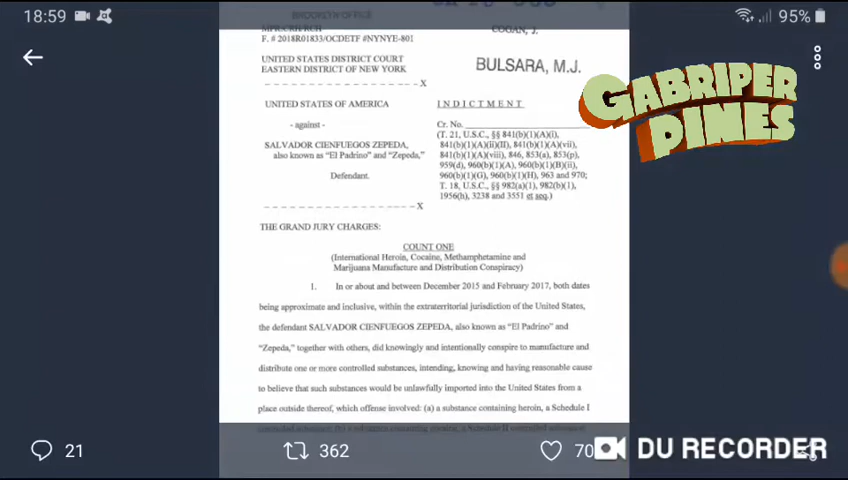 18:59
95%
BROOKLYN OFFICE
F. # 2018R01833/OCDETF #NYNYE-801
COGAN, J.
UNITED STATES DISTRICT COURT
EASTERN DISTRICT OF NEW YORK
BULSARA, M.J.
- - - - - - - - - - - - - - - - - - X
UNITED STATES OF AMERICA
- against -
SALVADOR CIENFUEGOS ZEPEDA,
also known as "El Padrino" and "Zepeda,"
Defendant.
- - - - - - - - - - - - - - - - - - X
I N D I C T M E N T
Cr. No.
(T. 21, U.S.C., §§ 841(b)(1)(A)(i),
841(b)(1)(A)(ii)(II), 841(b)(1)(A)(vii),
841(b)(1)(A)(viii), 846, 853(a), 853(p),
959(d), 960(b)(1)(A), 960(b)(1)(B)(ii),
960(b)(1)(G), 960(b)(1)(H), 963 and 970;
T. 18, U.S.C., §§ 982(a)(1), 982(b)(1),
1956(h), 3238 and 3551 et seq.)
GABRIPER
PINES
THE GRAND JURY CHARGES:
COUNT ONE
(International Heroin, Cocaine, Methamphetamine and
Marijuana Manufacture and Distribution Conspiracy)
1. In or about and between December 2015 and February 2017, both dates
being approximate and inclusive, within the extraterritorial jurisdiction of the United States,
the defendant SALVADOR CIENFUEGOS ZEPEDA, also known as "El Padrino" and
"Zepeda," together with others, did knowingly and intentionally conspire to manufacture and
distribute one or more controlled substances, intending, knowing and having reasonable cause
to believe that such substances would be unlawfully imported into the United States from a
place outside thereof, which offense involved: (a) a substance containing heroin, a Schedule I
21
362
70
DU RECORDER